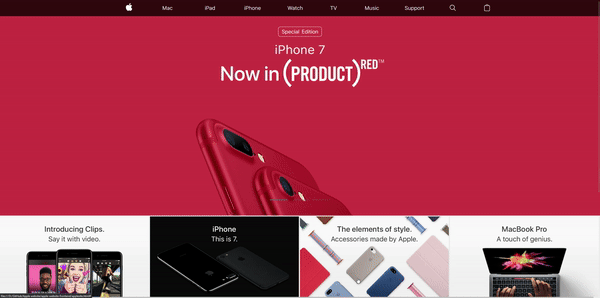 Mac iPad iPhone Watch TV Music Support
Special Edition
iPhone 7
Now in (PRODUCT)RED™
Introducing Clips.
Say it with video.
iPhone
This is 7.
The elements of style.
Accessories made by Apple.
MacBook Pro
A touch of genius.